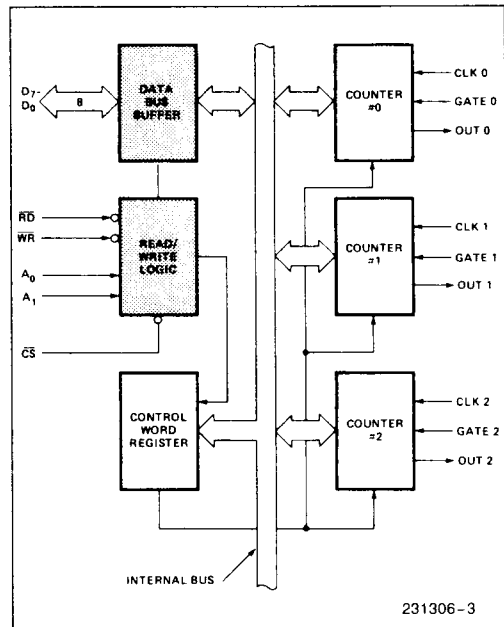 D7-
D0
8
DATA
BUS
BUFFER
COUNTER
#0
CLK 0
GATE 0
OUT 0
RD
WR
A0
A1
CS
READ/
WRITE
LOGIC
COUNTER
#1
CLK 1
GATE 1
OUT 1
CONTROL
WORD
REGISTER
COUNTER
#2
CLK 2
GATE 2
OUT 2
INTERNAL BUS
231306-3